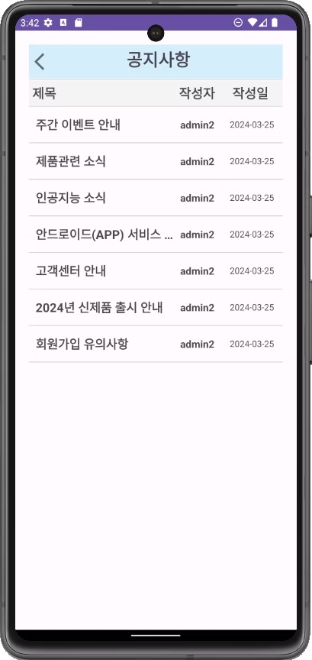 3:42
공지사항
제목 작성자 작성일
주간 이벤트 안내 admin2 2024-03-25
제품관련 소식 admin2 2024-03-25
인공지능 소식 admin2 2024-03-25
안드로이드(APP) 서비스 ... admin2 2024-03-25
고객센터 안내 admin2 2024-03-25
2024년 신제품 출시 안내 admin2 2024-03-25
회원가입 유의사항 admin2 2024-03-25